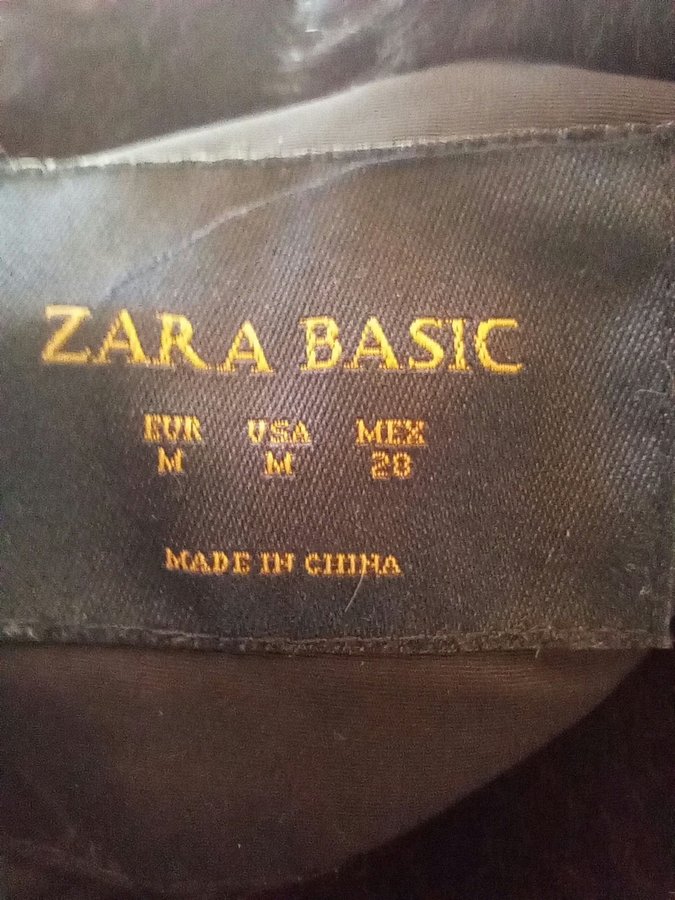 ZARA BASIC
EUR USA MEX
M M 28
MADE IN CHINA